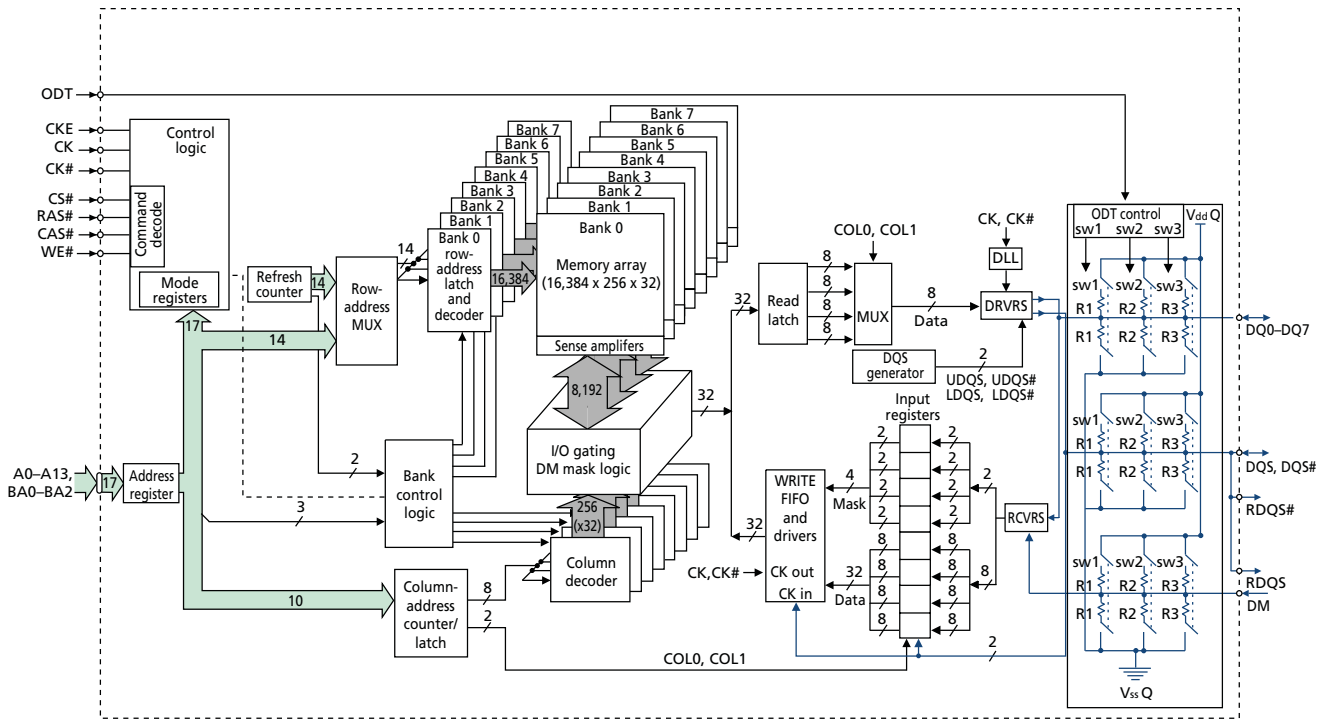 ODT
CKE
CK
CK#
CS#
RAS#
CAS#
WE#
Control
logic
Command
decode
Mode
registers
A0–A13,
BA0–BA2
17
Address
register
17
14
10
3
2
Refresh
counter
14
Row-
address
MUX
14
Bank 7
Bank 6
Bank 5
Bank 4
Bank 3
Bank 2
Bank 1
Bank 0
row-
address
latch
and
decoder
16,384
Bank 7
Bank 6
Bank 5
Bank 4
Bank 3
Bank 2
Bank 1
Bank 0
Memory array
(16,384 x 256 x 32)
Sense amplifers
8,192
I/O gating
DM mask logic
32
Bank
control
logic
256
(x32)
Column
decoder
Column-
address
counter/
latch
8
2
COL0, COL1
32
Read
latch
8
8
8
8
COL0, COL1
MUX
8
Data
CK, CK#
DLL
DRVRS
DQS
generator
2
UDQS, UDQS#
LDQS, LDQS#
Input
registers
2
2
2
2
8
8
8
8
2
2
2
2
8
8
8
8
2
8
RCVRS
4
Mask
32
Data
WRITE
FIFO
and
drivers
CK out
CK in
CK,CK#
32
2
ODT control
sw1 sw2 sw3
Vdd Q
sw1 sw2 sw3
R1 R2 R3
R1 R2 R3
sw1 sw2 sw3
R1 R2 R3
R1 R2 R3
sw1 sw2 sw3
R1 R2 R3
R1 R2 R3
Vss Q
DQ0–DQ7
DQS, DQS#
RDQS#
RDQS
DM